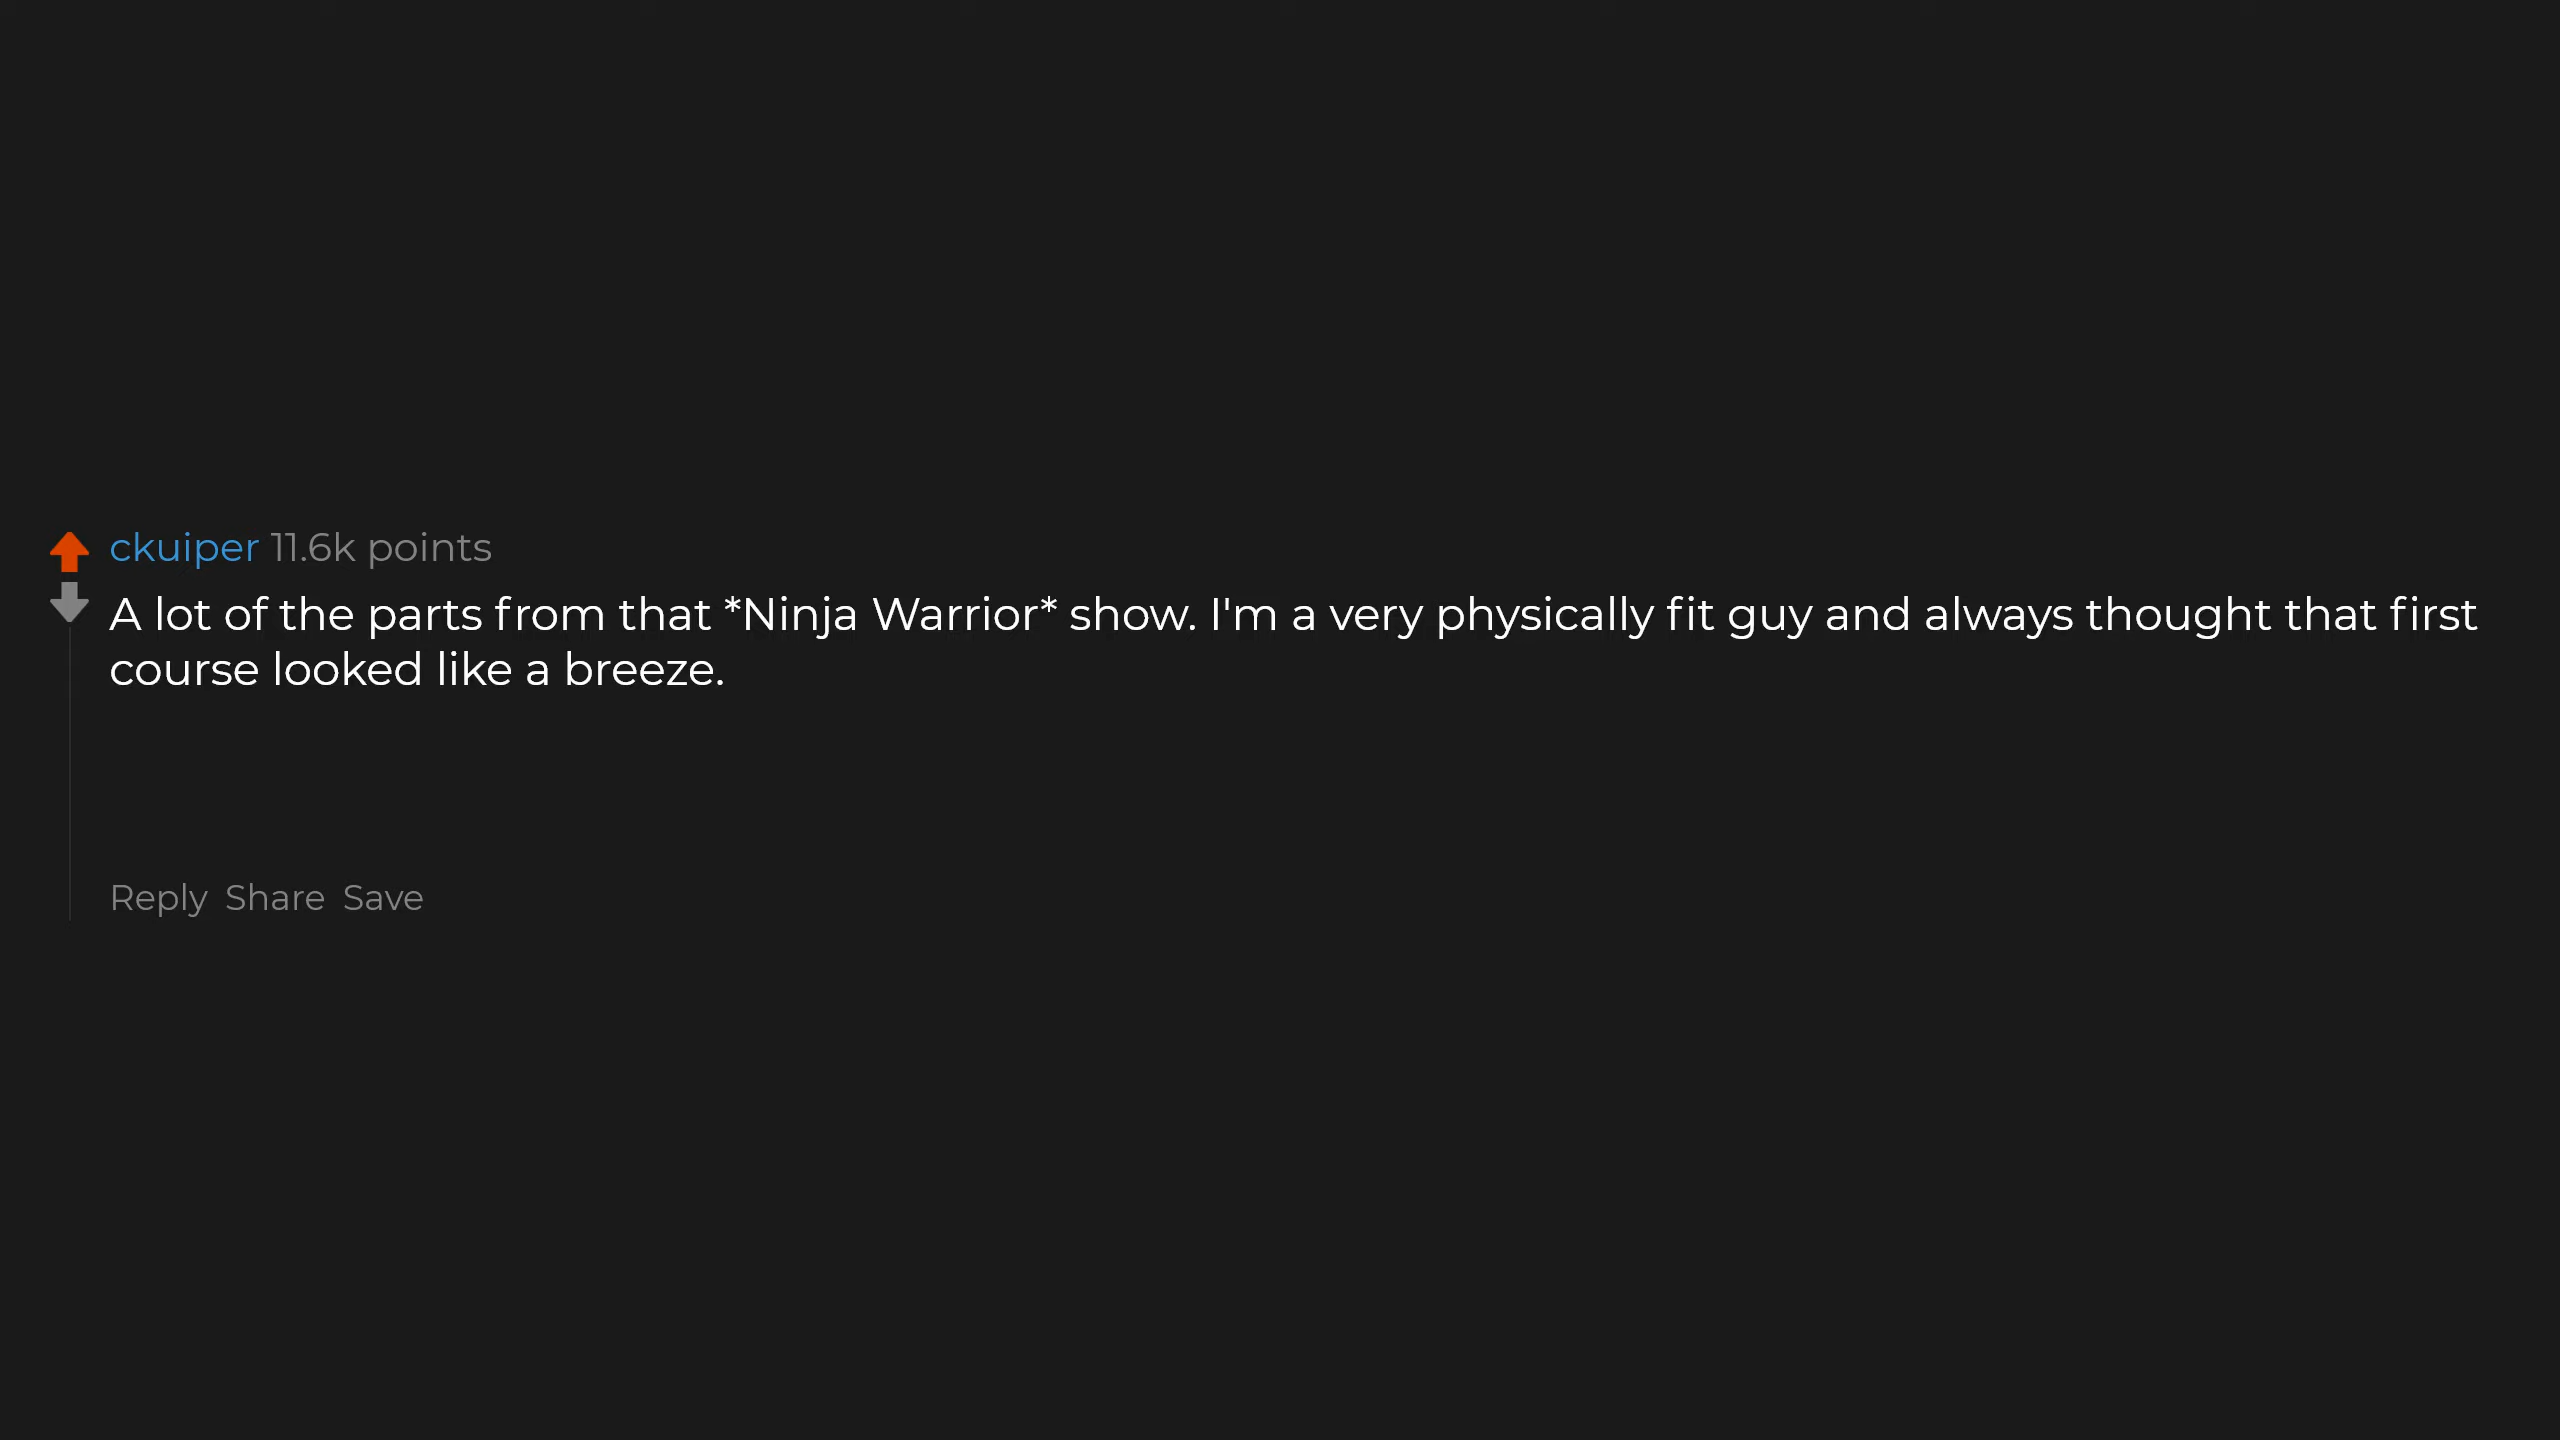 ckuiper 11.6k points
A lot of the parts from that *Ninja Warrior* show. I'm a very physically fit guy and always thought that first
course looked like a breeze.
Reply Share Save